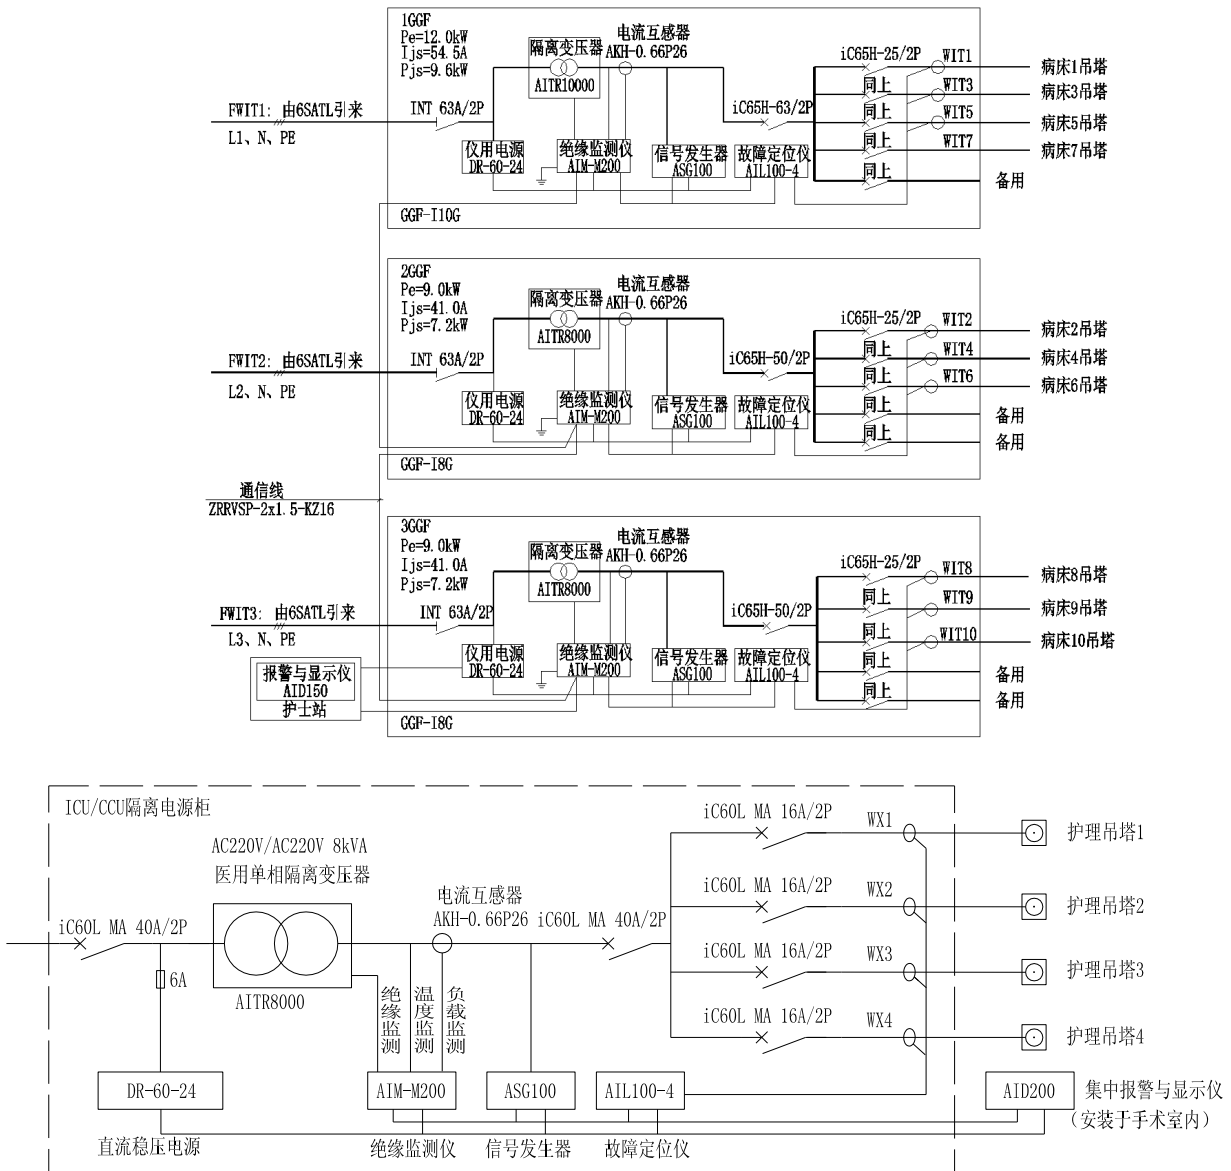 1GGF
Pe=12.0kW
Ijs=54.5A
Pjs=9.6kW
隔离变压器
AITR10000
电流互感器
AKH-0.66P26
iC65H-25/2P
WIT1
病床1吊塔
同上
WIT3
病床3吊塔
同上
WIT5
病床5吊塔
同上
WIT7
病床7吊塔
同上
备用
FWIT1: 由6SATL引来
L1、N、PE
INT 63A/2P
iC65H-63/2P
仪用电源
DR-60-24
绝缘监测仪
AIM-M200
信号发生器
ASG100
故障定位仪
AIL100-4
GGF-I10G
2GGF
Pe=9.0kW
Ijs=41.0A
Pjs=7.2kW
隔离变压器
AITR8000
电流互感器
AKH-0.66P26
iC65H-25/2P
WIT2
病床2吊塔
同上
WIT4
病床4吊塔
同上
WIT6
病床6吊塔
同上
备用
同上
备用
FWIT2: 由6SATL引来
L2、N、PE
INT 63A/2P
iC65H-50/2P
仪用电源
DR-60-24
绝缘监测仪
AIM-M200
信号发生器
ASG100
故障定位仪
AIL100-4
GGF-I8G
通信线
ZRRVSP-2x1.5-KZ16
3GGF
Pe=9.0kW
Ijs=41.0A
Pjs=7.2kW
隔离变压器
AITR8000
电流互感器
AKH-0.66P26
iC65H-25/2P
WIT8
病床8吊塔
同上
WIT9
病床9吊塔
同上
WIT10
病床10吊塔
同上
备用
同上
备用
FWIT3: 由6SATL引来
L3、N、PE
INT 63A/2P
iC65H-50/2P
仪用电源
DR-60-24
绝缘监测仪
AIM-M200
信号发生器
ASG100
故障定位仪
AIL100-4
报警与显示仪
AID150
护士站
GGF-I8G
ICU/CCU隔离电源柜
AC220V/AC220V 8kVA
医用单相隔离变压器
AITR8000
iC60L MA 40A/2P
6A
电流互感器
AKH-0.66P26
iC60L MA 40A/2P
绝缘监测
温度监测
负载监测
iC60L MA 16A/2P
WX1
护理吊塔1
iC60L MA 16A/2P
WX2
护理吊塔2
iC60L MA 16A/2P
WX3
护理吊塔3
iC60L MA 16A/2P
WX4
护理吊塔4
DR-60-24
直流稳压电源
AIM-M200
绝缘监测仪
ASG100
信号发生器
AIL100-4
故障定位仪
AID200
集中报警与显示仪
(安装于手术室内)